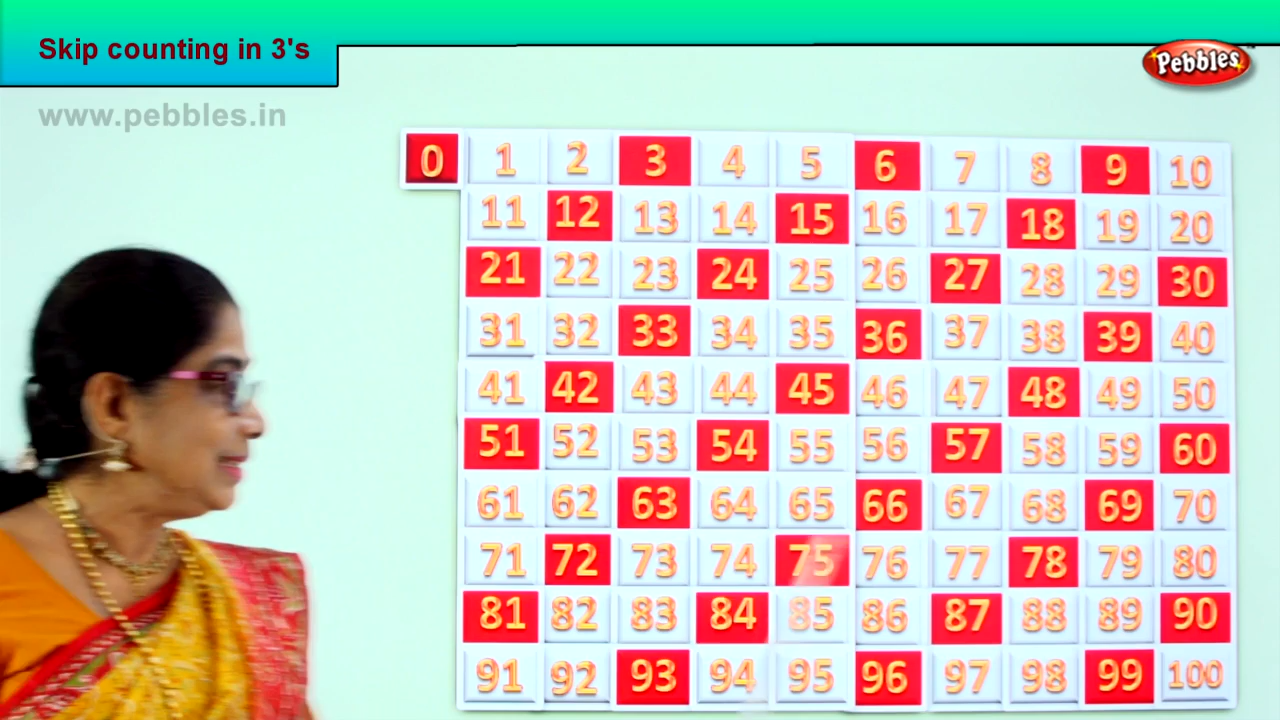 Skip counting in 3's
Pebbles
www.pebbles.in
0 1 2 3 4 5 6 7 8 9 10
11 12 13 14 15 16 17 18 19 20
21 22 23 24 25 26 27 28 29 30
31 32 33 34 35 36 37 38 39 40
41 42 43 44 45 46 47 48 49 50
51 52 53 54 55 56 57 58 59 60
61 62 63 64 65 66 67 68 69 70
71 72 73 74 75 76 77 78 79 80
81 82 83 84 85 86 87 88 89 90
91 92 93 94 95 96 97 98 99 100